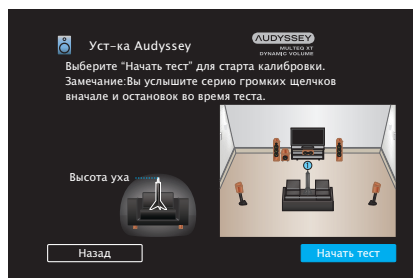 Уст-ка Audyssey
AUDYSSEY
MULTEQ XT
DYNAMIC VOLUME
Выберите “Начать тест” для старта калибровки.
Замечание:Вы услышите серию громких щелчков
вначале и остановок во время теста.
Высота уха
1
Назад
Начать тест